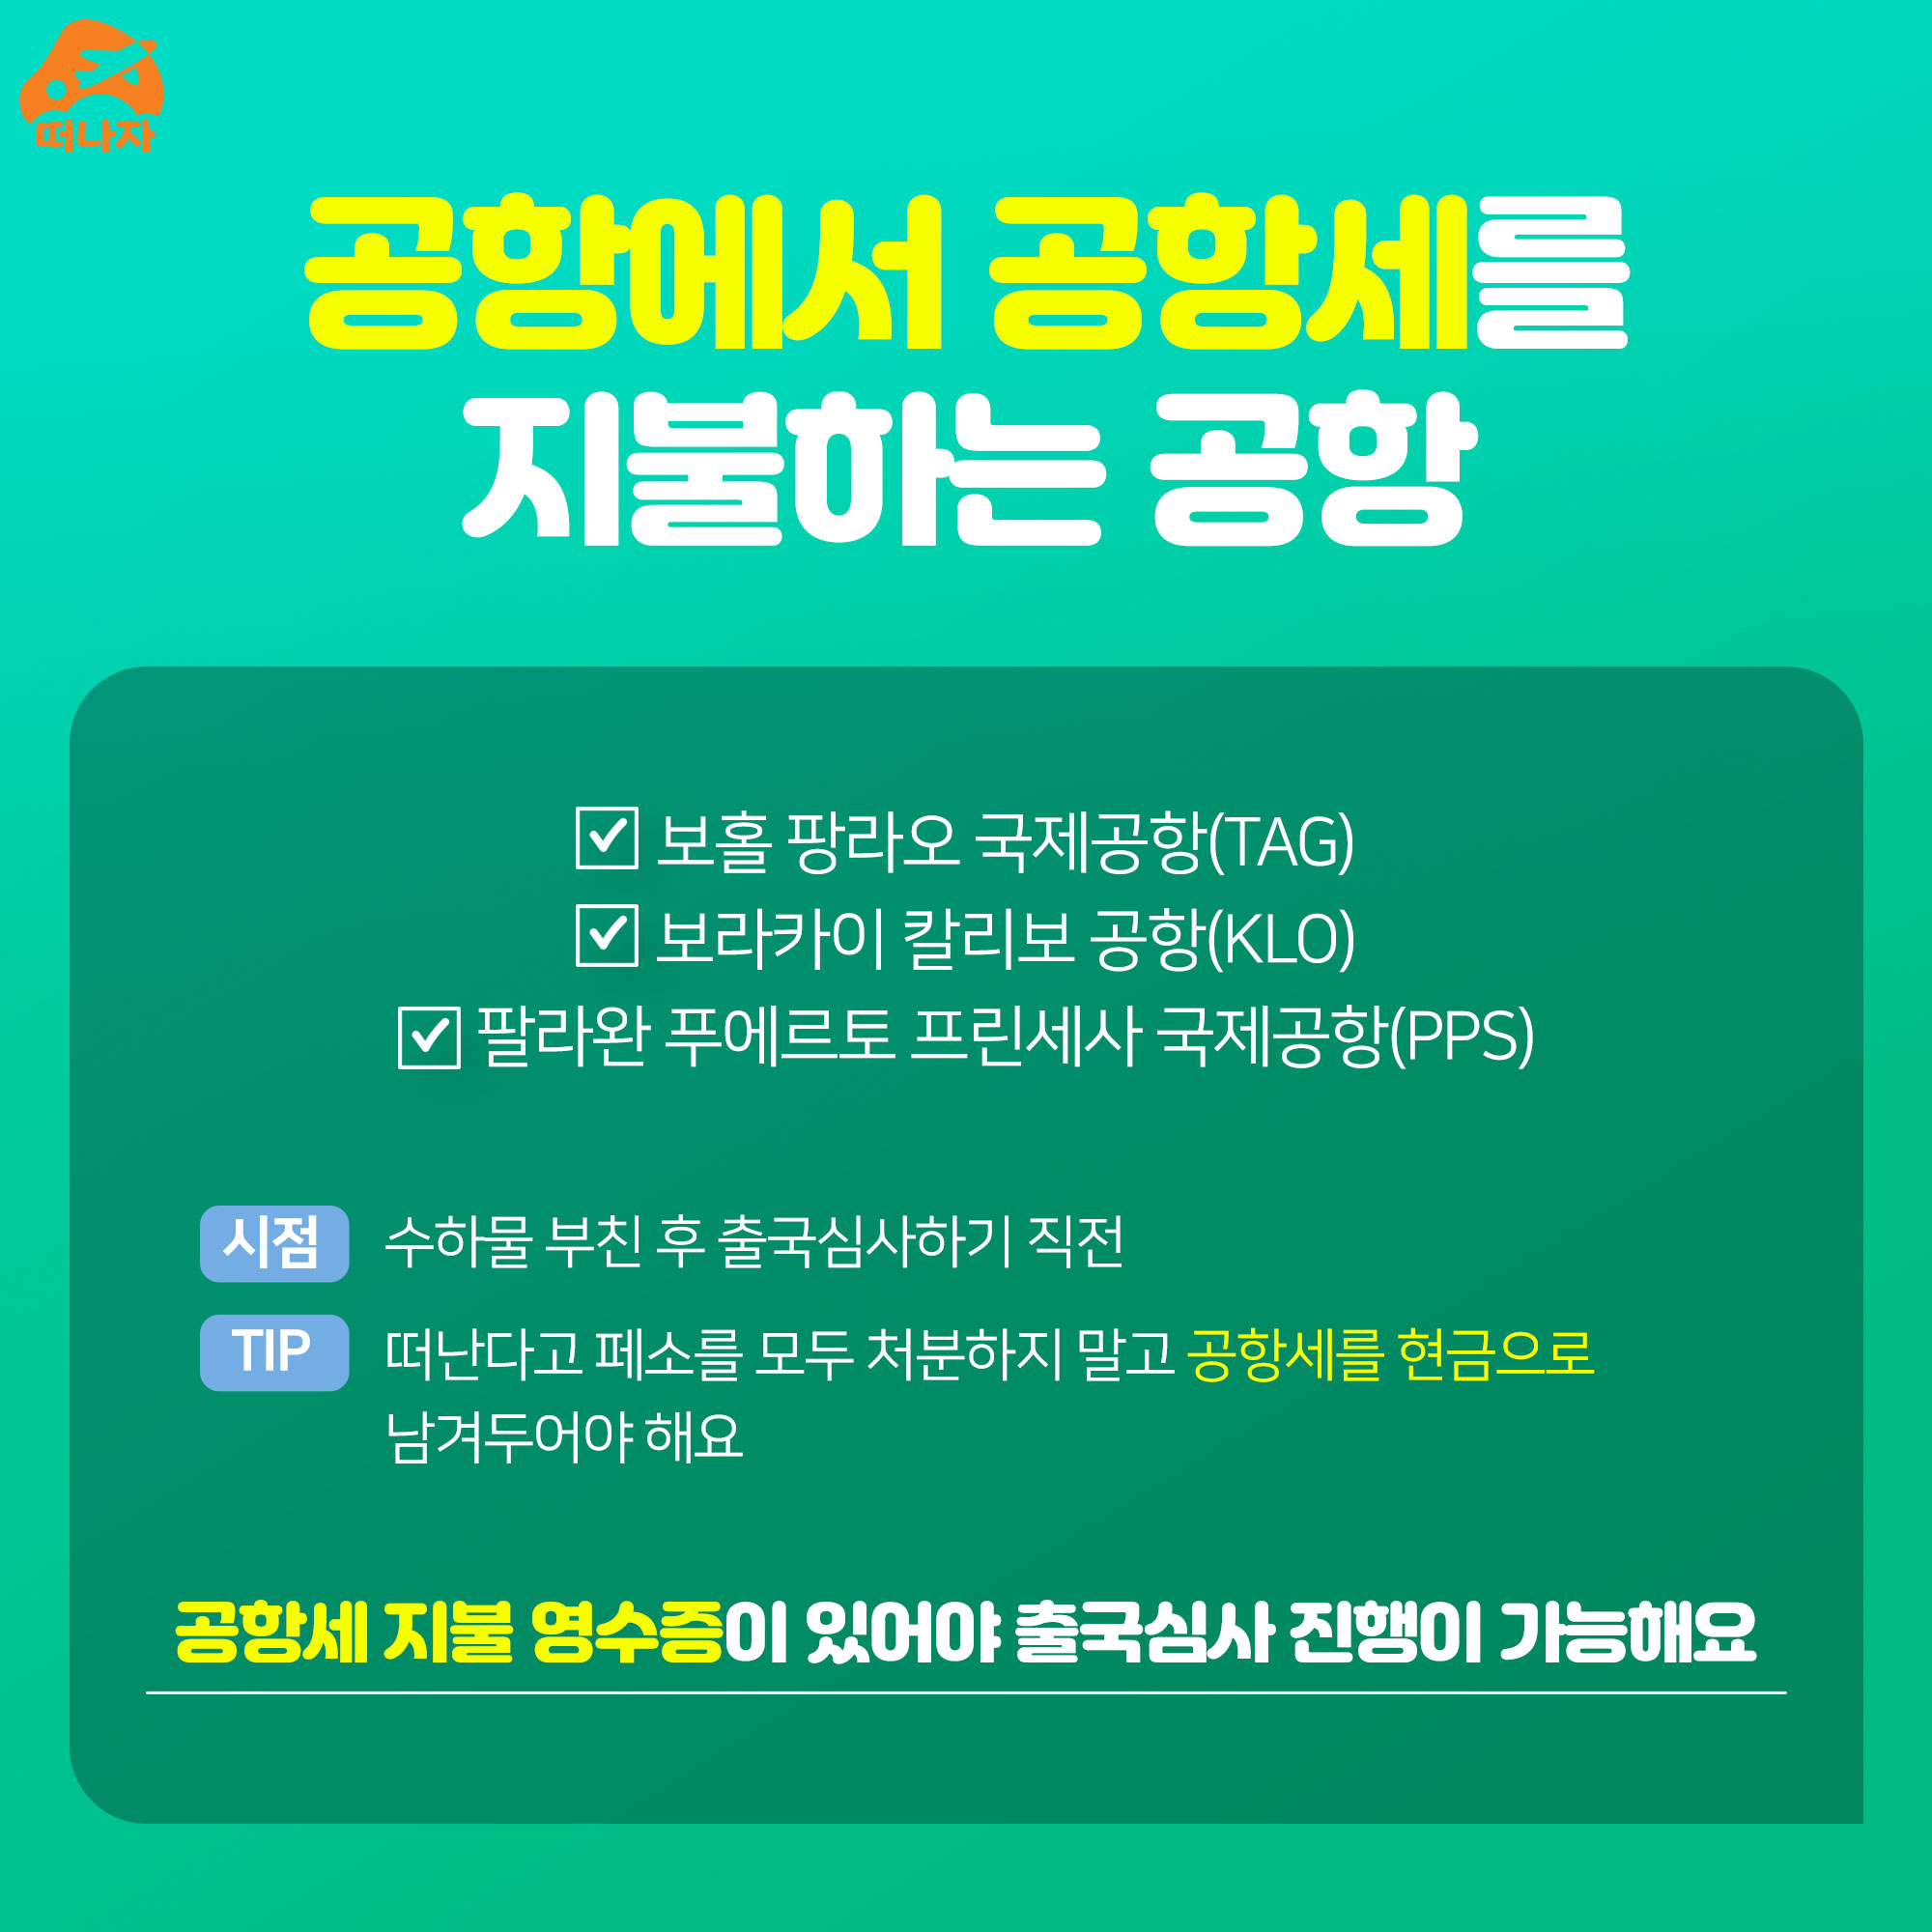 떠나자
공항에서 공항세를
지불하는 공항
보홀 팡라오 국제공항(TAG)
보라카이 칼리보 공항(KLO)
팔라완 푸에르토 프린세사 국제공항(PPS)
시점 수하물 부친 후 출국심사하기 직전
TIP 떠난다고 페소를 모두 처분하지 말고 공항세를 현금으로
남겨두어야 해요
공항세 지불 영수증이 있어야 출국심사 진행이 가능해요